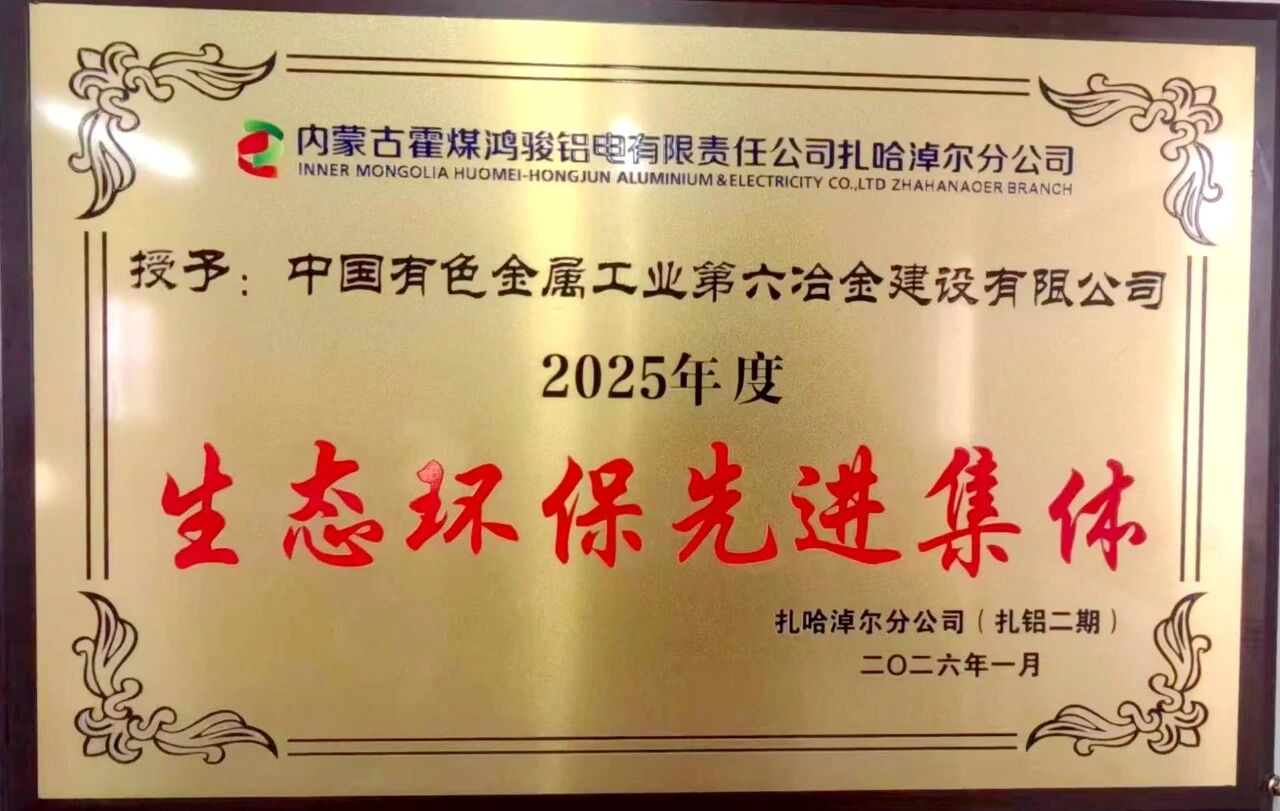 内蒙古霍煤鸿骏铝电有限责任公司扎哈淖尔分公司
INNER MONGOLIA HUOMEI-HONGJUN ALUMINIUM & ELECTRICITY CO.,LTD ZHAHANAOER BRANCH
授予：中国有色金属工业第六冶金建设有限公司
2025年度
生态环保先进集体
扎哈淖尔分公司（扎铝二期）
二〇二六年一月